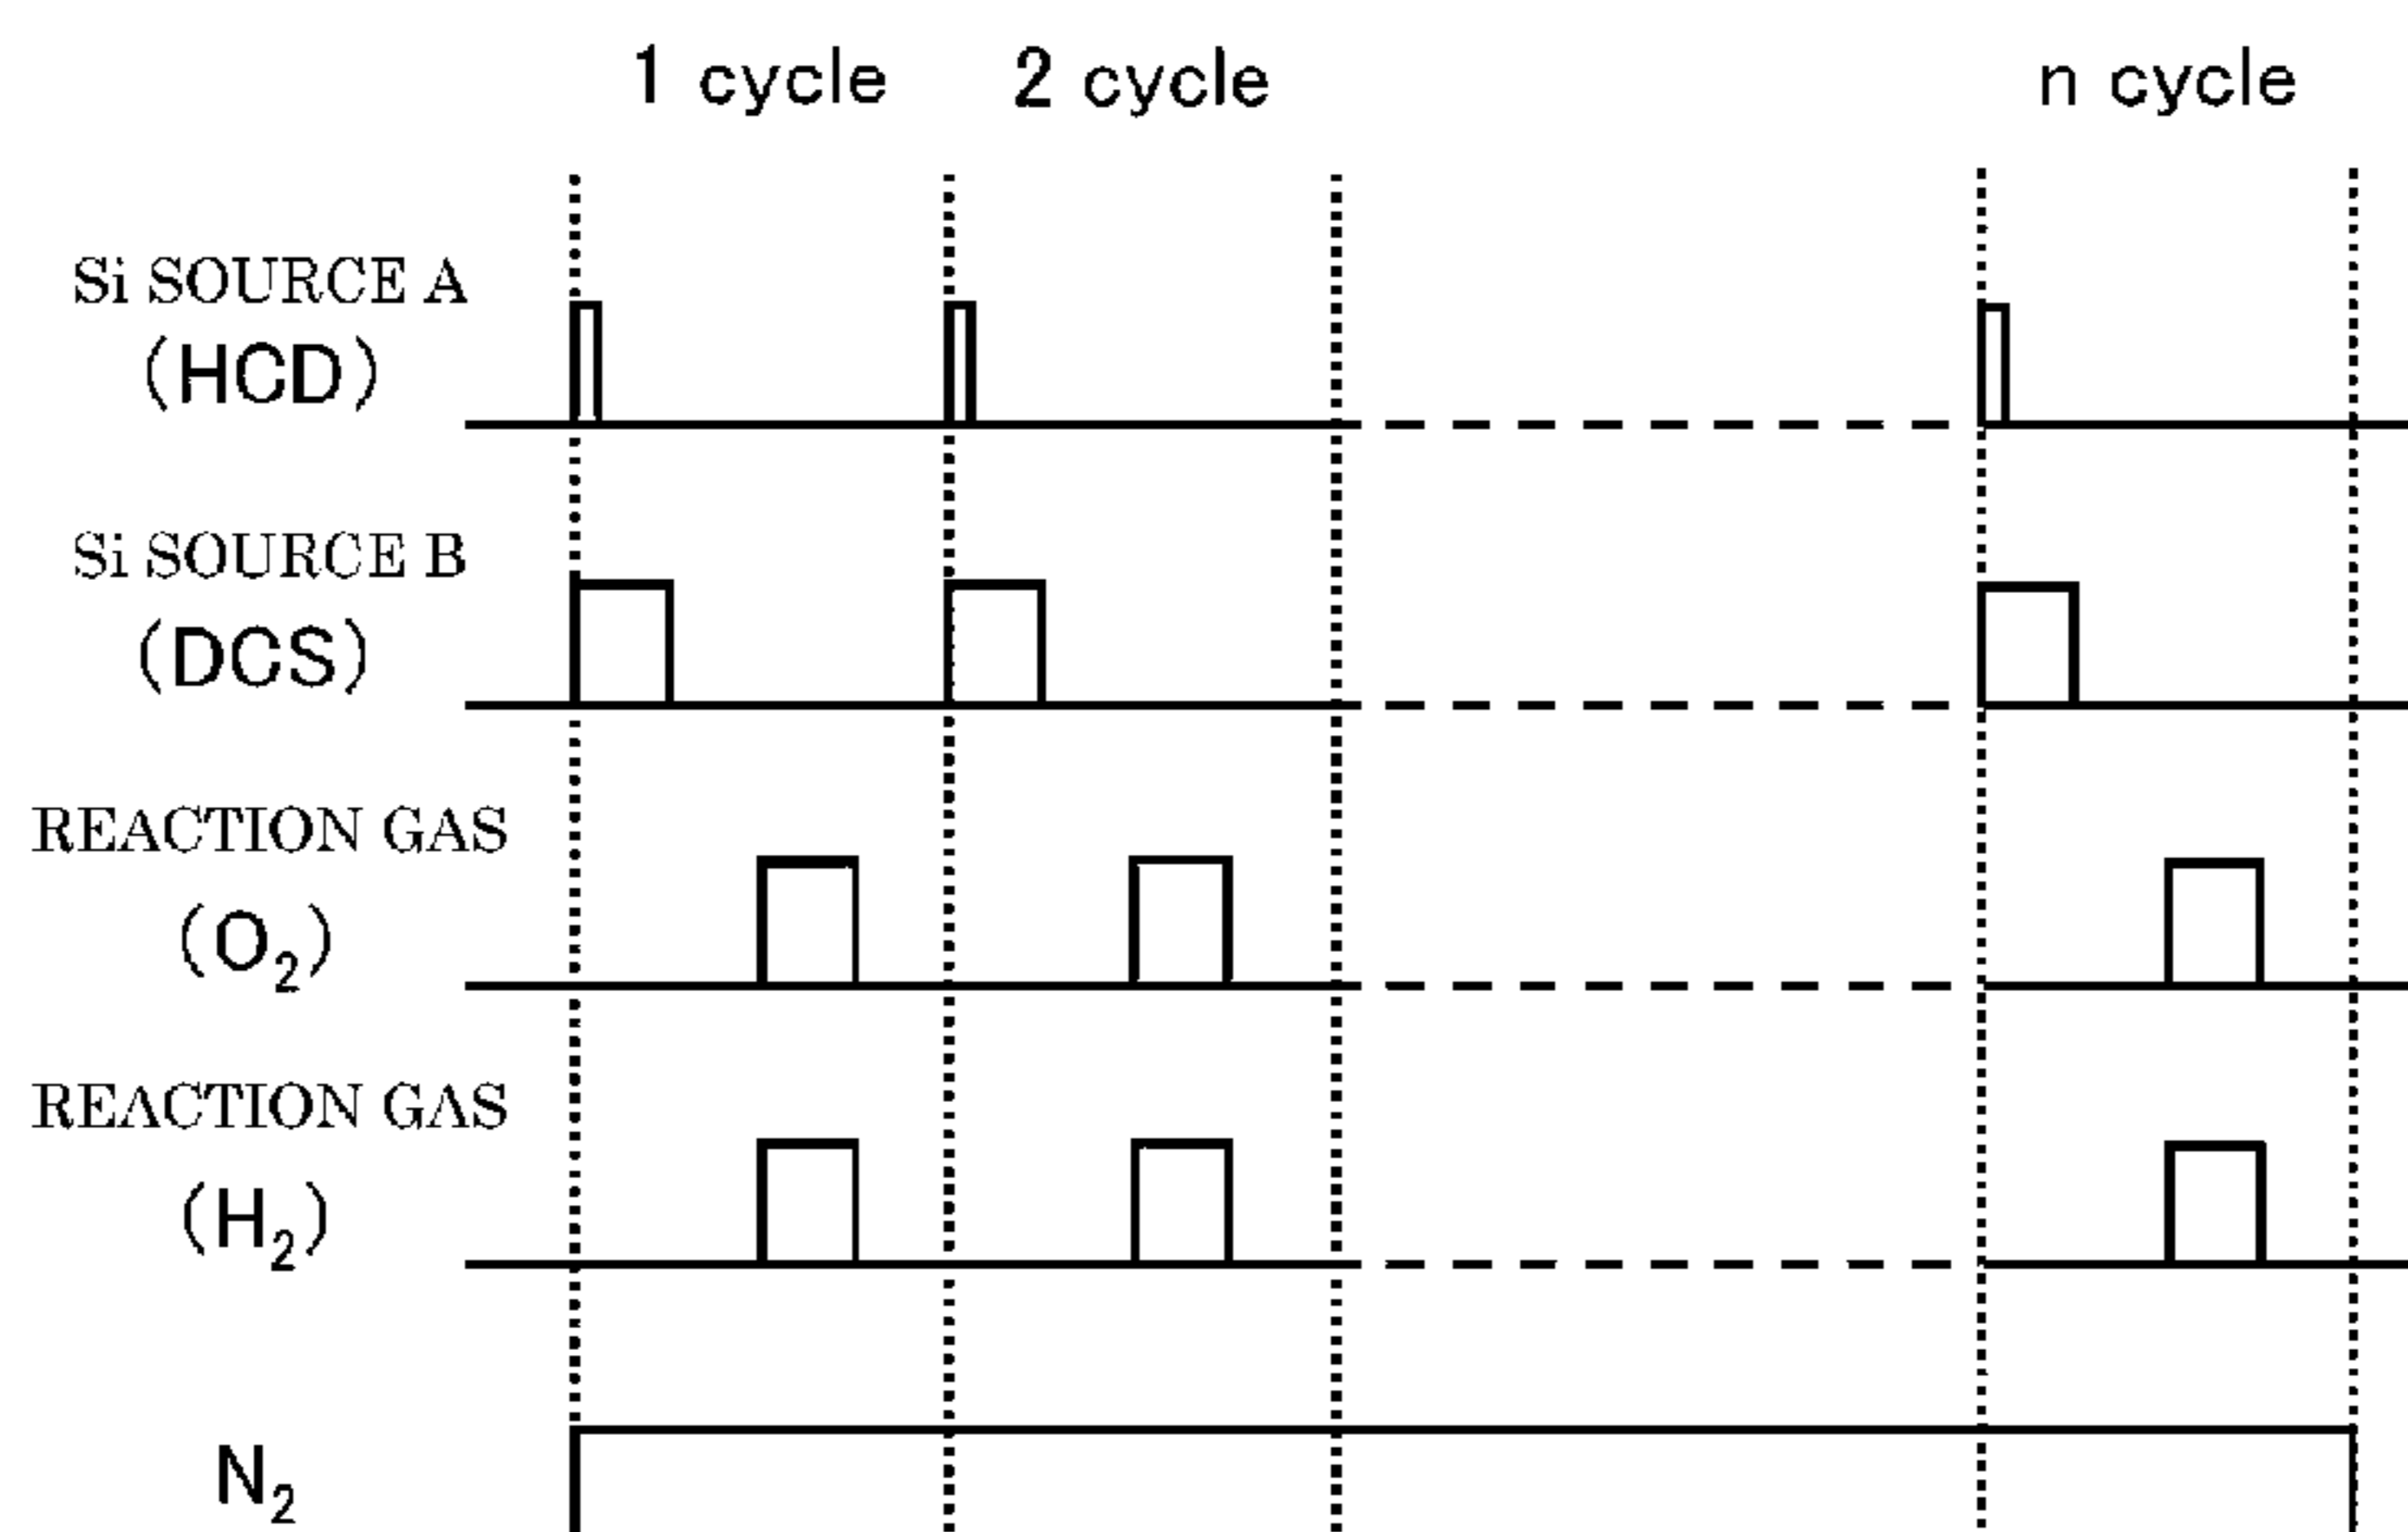 1 cycle 2 cycle n cycle
Si SOURCE A
(HCD)
Si SOURCE B
(DCS)
REACTION GAS
(O₂)
REACTION GAS
(H₂)
N₂